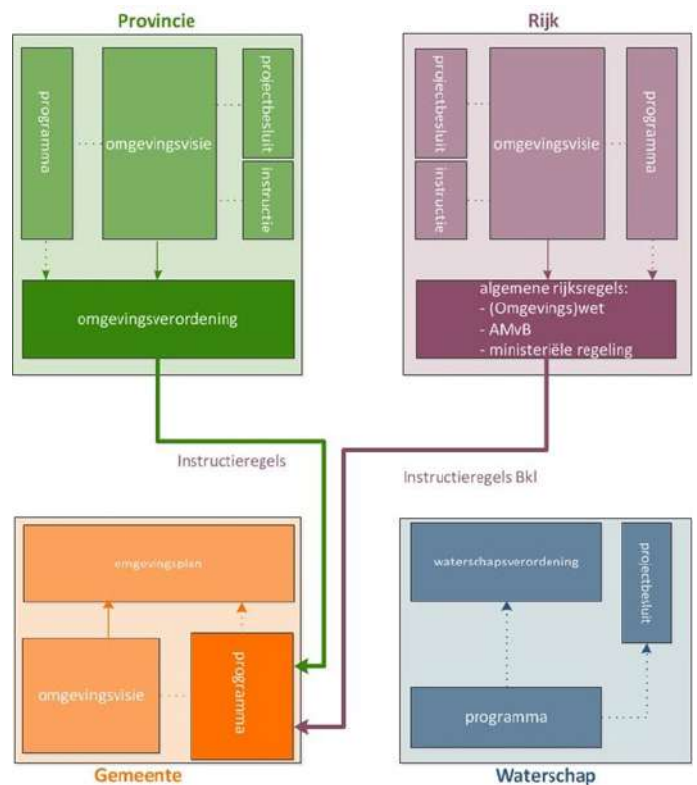 Provincie
programma
omgevingsvisie
projectbesluit
instructie
omgevingsverordening
Rijk
projectbesluit
instructie
omgevingsvisie
programma
algemene rijksregels:
- (Omgevings)wet
- AMvB
- ministeriële regeling
Instructieregels
Instructieregels Bkl
omgevingsplan
omgevingsvisie
programma
Gemeente
waterschapsverordening
projectbesluit
programma
Waterschap